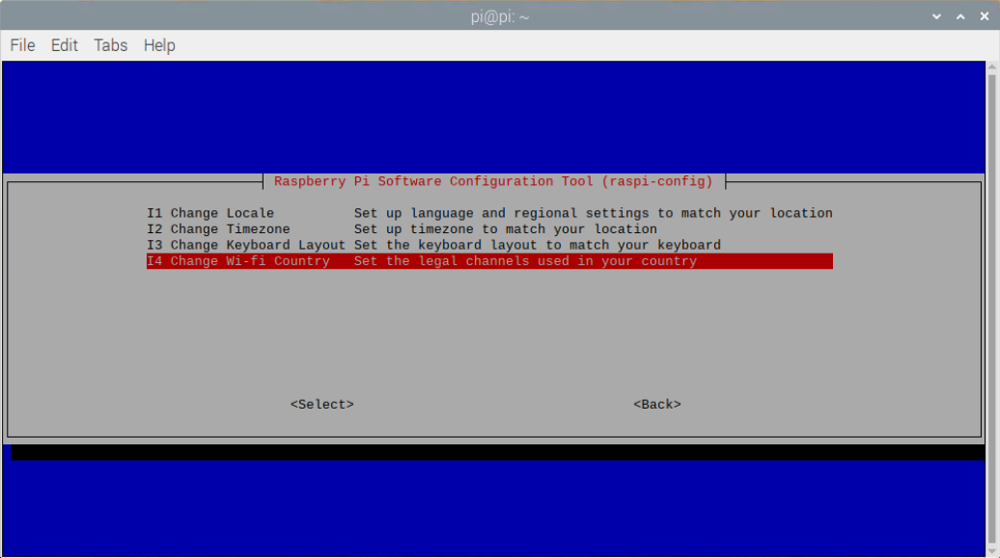 pi@pi: ~
File Edit Tabs Help
Raspberry Pi Software Configuration Tool (raspi-config)
I1 Change Locale Set up language and regional settings to match your location
I2 Change Timezone Set up timezone to match your location
I3 Change Keyboard Layout Set the keyboard layout to match your keyboard
I4 Change Wi-fi Country Set the legal channels used in your country
<Select> <Back>